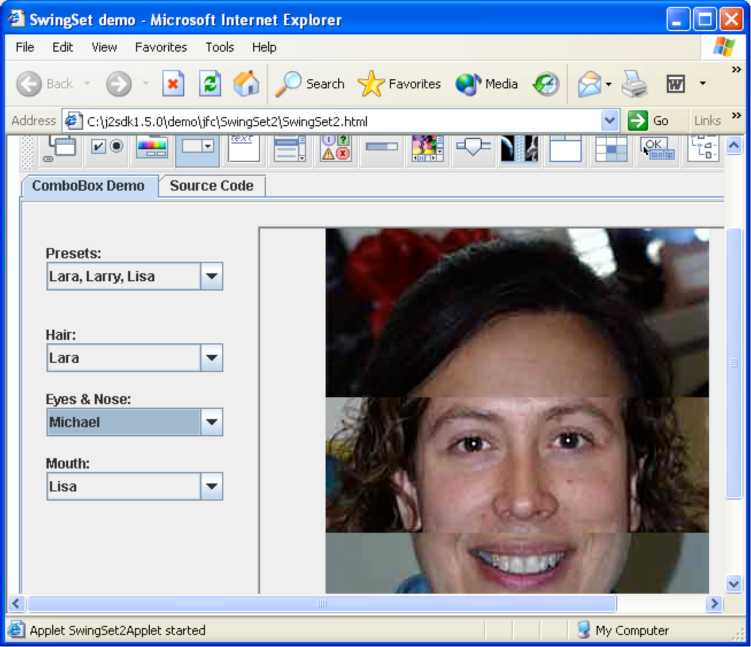 SwingSet demo - Microsoft Internet Explorer
File Edit View Favorites Tools Help
Back Search Favorites Media
Address C:\j2sdk1.5.0\demo\jfc\SwingSet2\SwingSet2.html Go Links
text OK
ComboBox Demo Source Code
Presets:
Lara, Larry, Lisa
Hair:
Lara
Eyes & Nose:
Michael
Mouth:
Lisa
Applet SwingSet2Applet started My Computer